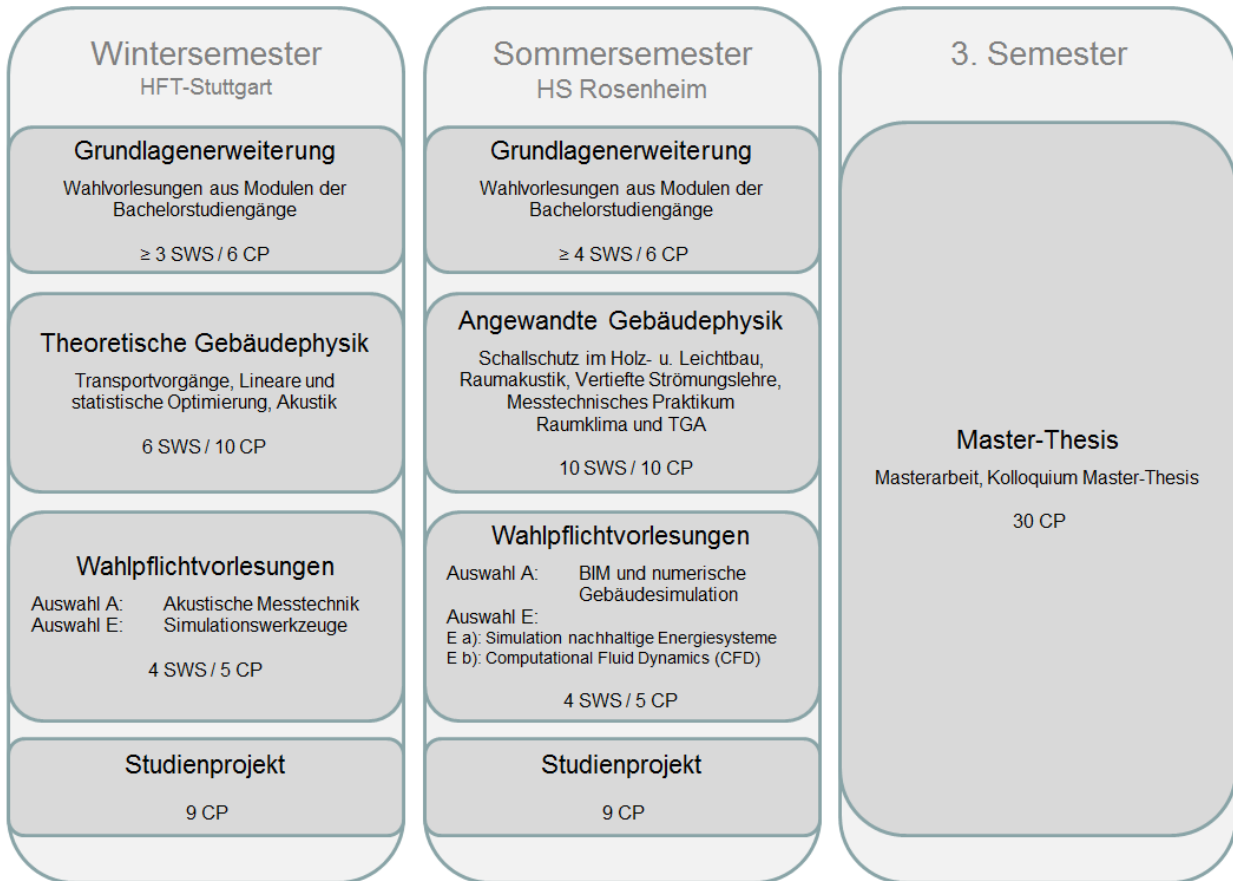 Wintersemester
HFT-Stuttgart
Grundlagenerweiterung
Wahlvorlesungen aus Modulen der
Bachelorstudiengänge
≥ 3 SWS / 6 CP
Theoretische Gebäudephysik
Transportvorgänge, Lineare und
statistische Optimierung, Akustik
6 SWS / 10 CP
Wahlpflichtvorlesungen
Auswahl A: Akustische Messtechnik
Auswahl E: Simulationswerkzeuge
4 SWS / 5 CP
Studienprojekt
9 CP
Sommersemester
HS Rosenheim
Grundlagenerweiterung
Wahlvorlesungen aus Modulen der
Bachelorstudiengänge
≥ 4 SWS / 6 CP
Angewandte Gebäudephysik
Schallschutz im Holz- u. Leichtbau,
Raumakustik, Vertiefte Strömungslehre,
Messtechnisches Praktikum
Raumklima und TGA
10 SWS / 10 CP
Wahlpflichtvorlesungen
Auswahl A: BIM und numerische
Gebäudesimulation
Auswahl E:
E a): Simulation nachhaltige Energiesysteme
E b): Computational Fluid Dynamics (CFD)
4 SWS / 5 CP
Studienprojekt
9 CP
3. Semester
Master-Thesis
Masterarbeit, Kolloquium Master-Thesis
30 CP